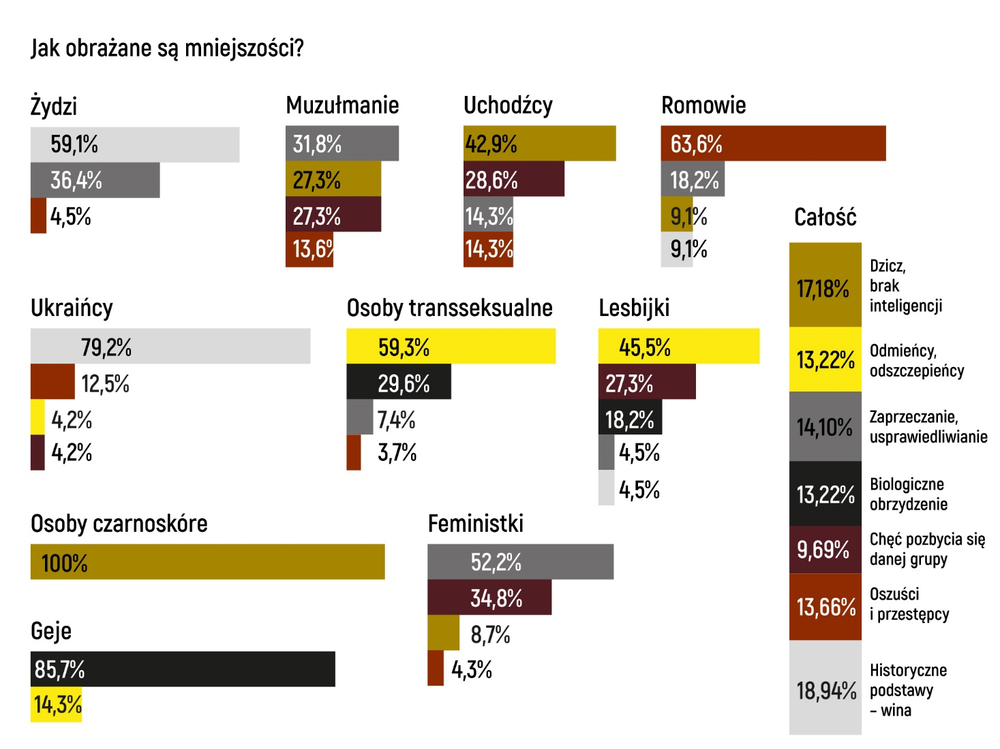 Jak obrażane są mniejszości?
Żydzi
59,1%
36,4%
4,5%
Muzułmanie
31,8%
27,3%
27,3%
13,6%
Uchodźcy
42,9%
28,6%
14,3%
14,3%
Romowie
63,6%
18,2%
9,1%
9,1%
Ukraińcy
79,2%
12,5%
4,2%
4,2%
Osoby transseksualne
59,3%
29,6%
7,4%
3,7%
Lesbijki
45,5%
27,3%
18,2%
4,5%
4,5%
Osoby czarnoskóre
100%
Feministki
52,2%
34,8%
8,7%
4,3%
Geje
85,7%
14,3%
Całość
17,18%
Dzicz,
brak
inteligencji
13,22%
Odmieńcy,
odszczepieńcy
14,10%
Zaprzeczanie,
usprawiedliwianie
13,22%
Biologiczne
obrzydzenie
9,69%
Chęć pozbycia się
danej grupy
13,66%
Oszuści
i przestępcy
18,94%
Historyczne
podstawy
– wina